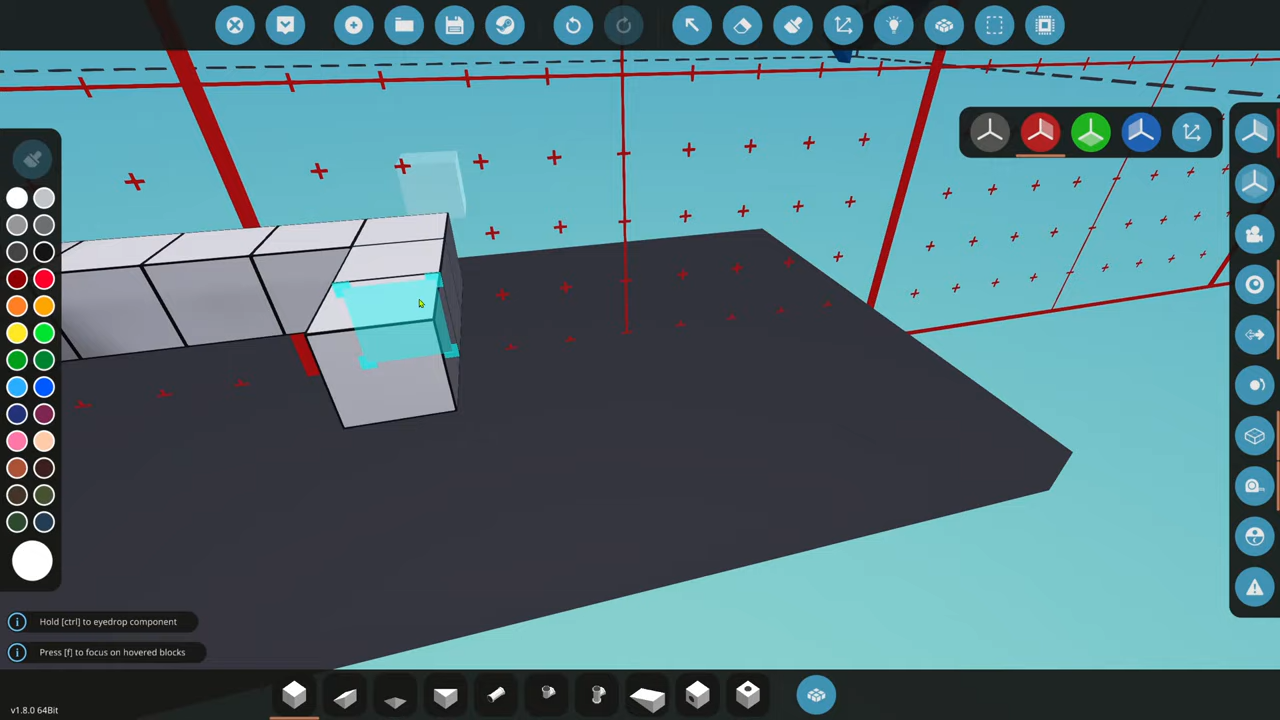 Hold [ctrl] to eyedrop component
Press [f] to focus on hovered blocks
v1.8.0 64Bit